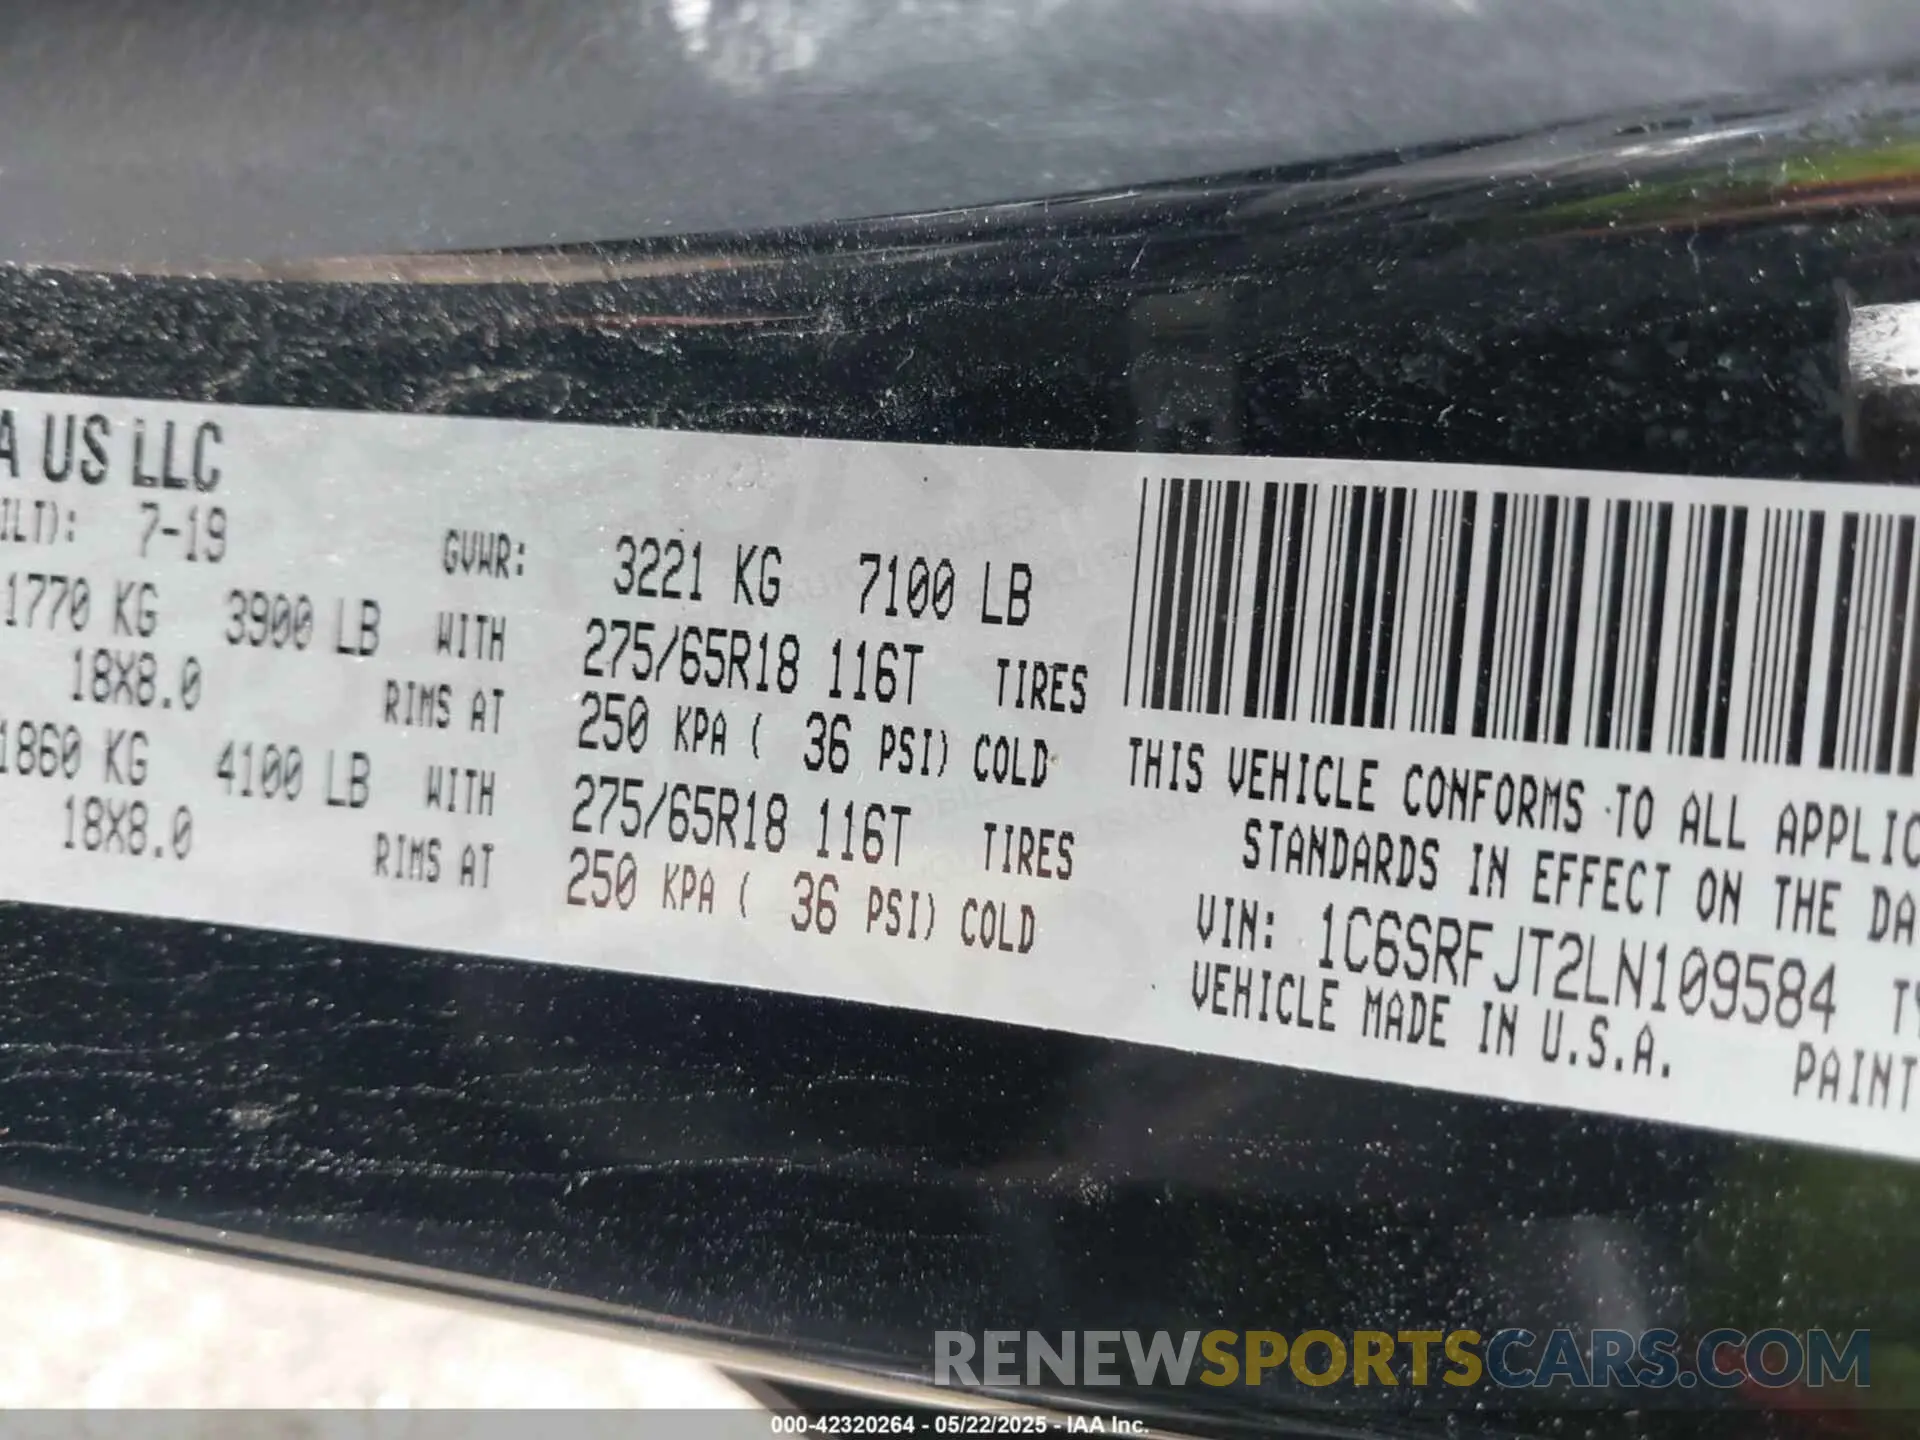 A US LLC
ILT): 7-19 GVWR: 3221 KG 7100 LB
1770 KG 3900 LB WITH 275/65R18 116T TIRES
18X8.0 RIMS AT 250 KPA ( 36 PSI) COLD
1860 KG 4100 LB WITH 275/65R18 116T TIRES
18X8.0 RIMS AT 250 KPA ( 36 PSI) COLD
THIS VEHICLE CONFORMS TO ALL APPLIC
STANDARDS IN EFFECT ON THE DA
VIN: 1C6SRFJT2LN109584 TY
VEHICLE MADE IN U.S.A. PAINT
RENEWSPORTSCARS.COM
000-42320264 - 05/22/2025 - IAA Inc.